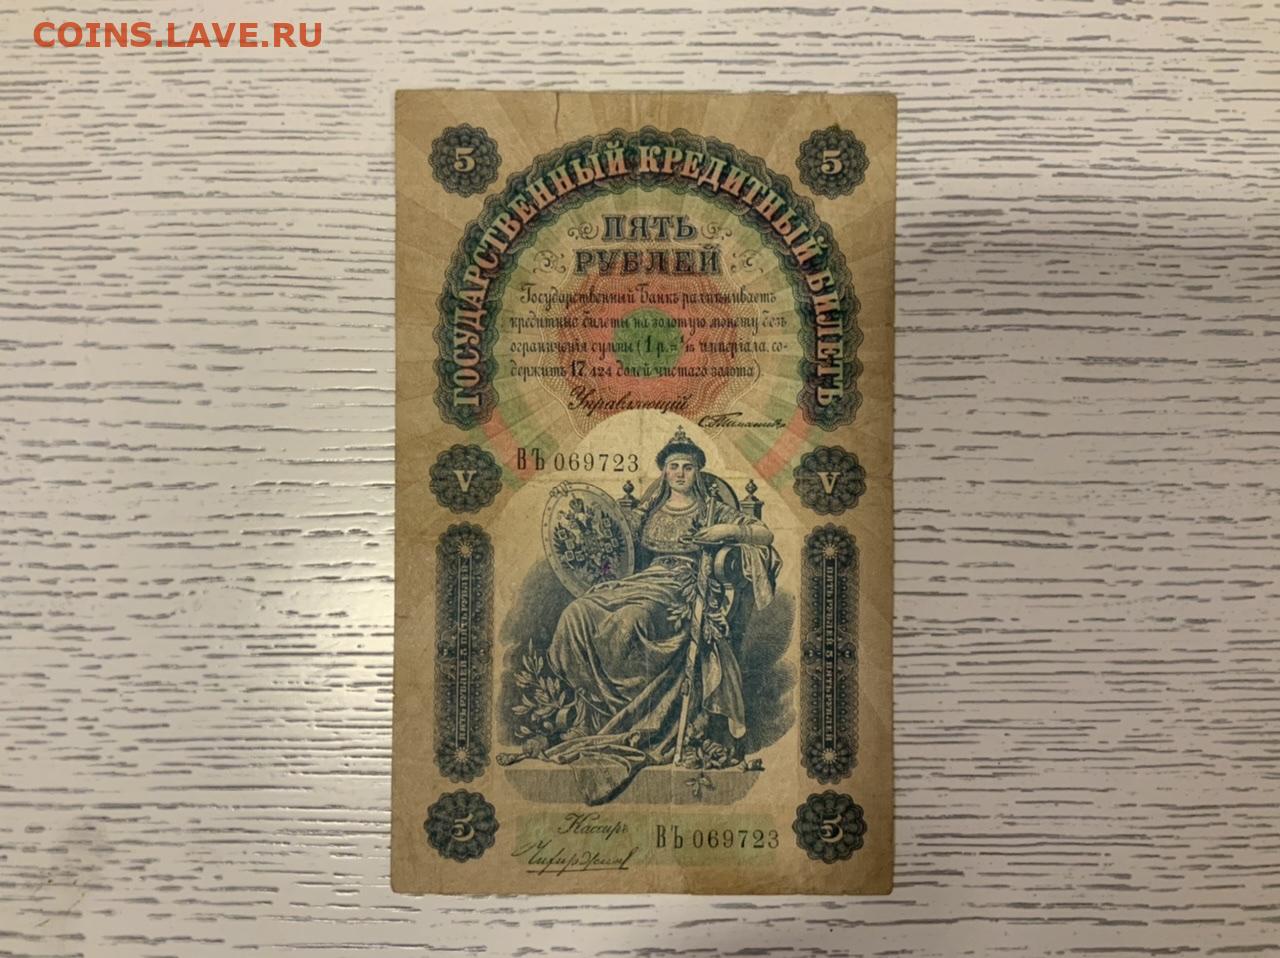 COINS.LAVE.RU
5
5
ГОСУДАРСТВЕННЫЙ КРЕДИТНЫЙ БИЛЕТЪ
ПЯТЬ
РУБЛЕЙ
Государственный Банкъ размѣниваетъ
кредитные билеты на золотую монету безъ
ограниченія суммы (1 р. = 1/15 имперіала, со-
держитъ 17,424 долей чистаго золота).
Управляющій
ВЪ 069723
V
V
5
Кассиръ
ВЪ 069723
5